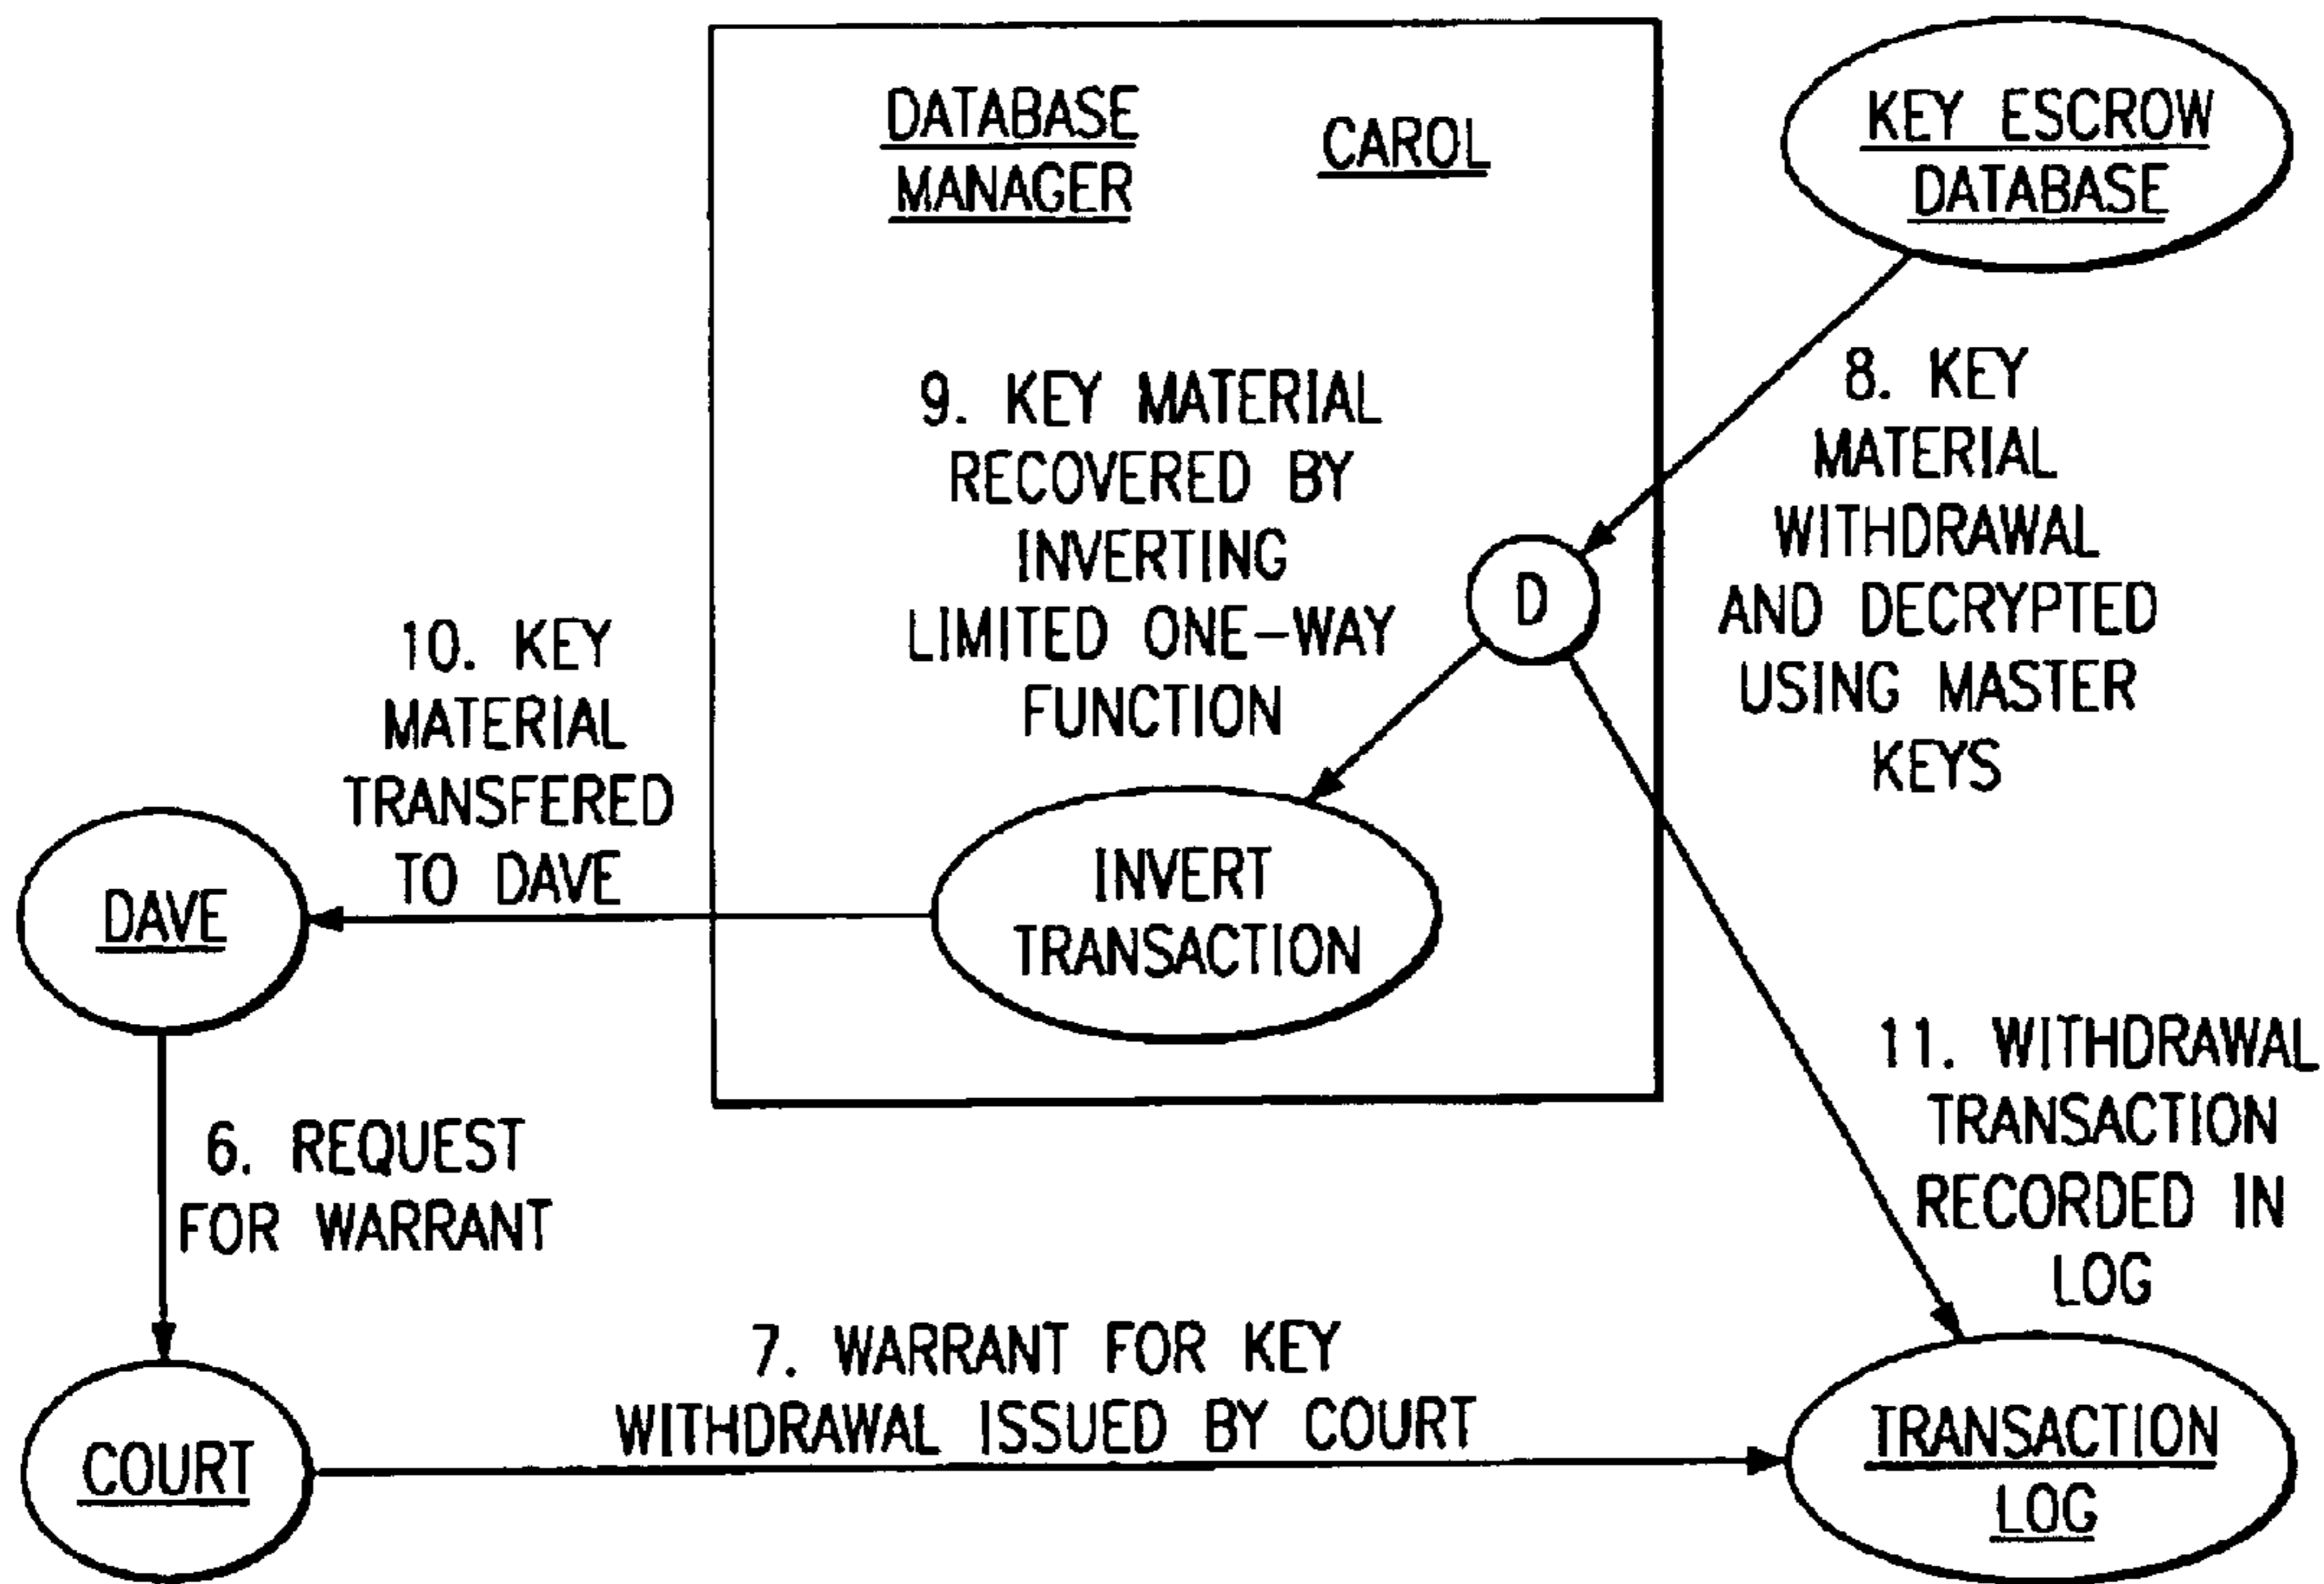 DATABASE
MANAGER
CAROL
KEY ESCROW
DATABASE
9. KEY MATERIAL
RECOVERED BY
INVERTING
LIMITED ONE-WAY
FUNCTION
D
8. KEY
MATERIAL
WITHDRAWAL
AND DECRYPTED
USING MASTER
KEYS
10. KEY
MATERIAL
TRANSFERED
TO DAVE
DAVE
INVERT
TRANSACTION
6. REQUEST
FOR WARRANT
11. WITHDRAWAL
TRANSACTION
RECORDED IN
LOG
7. WARRANT FOR KEY
WITHDRAWAL ISSUED BY COURT
COURT
TRANSACTION
LOG